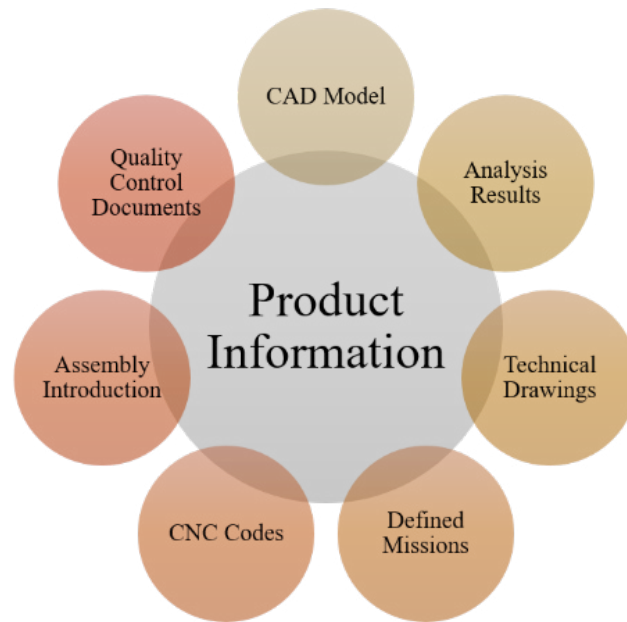 CAD Model
Analysis
Results
Technical
Drawings
Defined
Missions
CNC Codes
Assembly
Introduction
Quality
Control
Documents
Product
Information